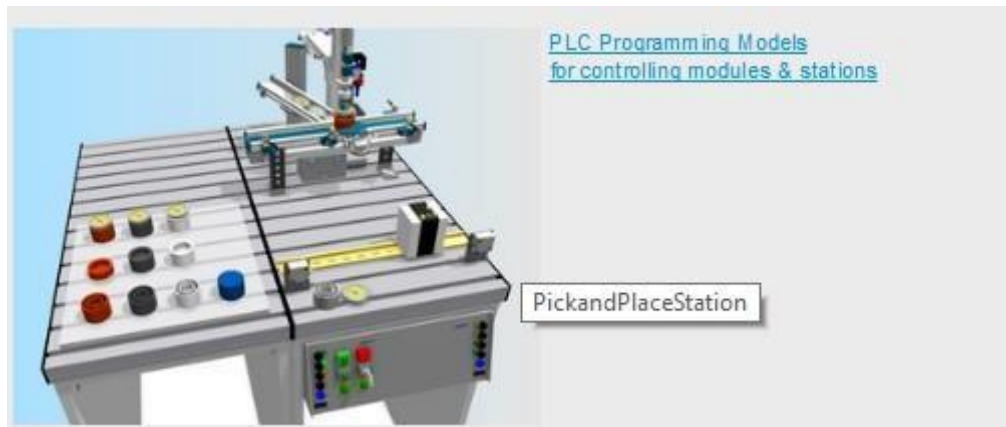 PLC Programming Models
for controlling modules & stations
PickandPlaceStation